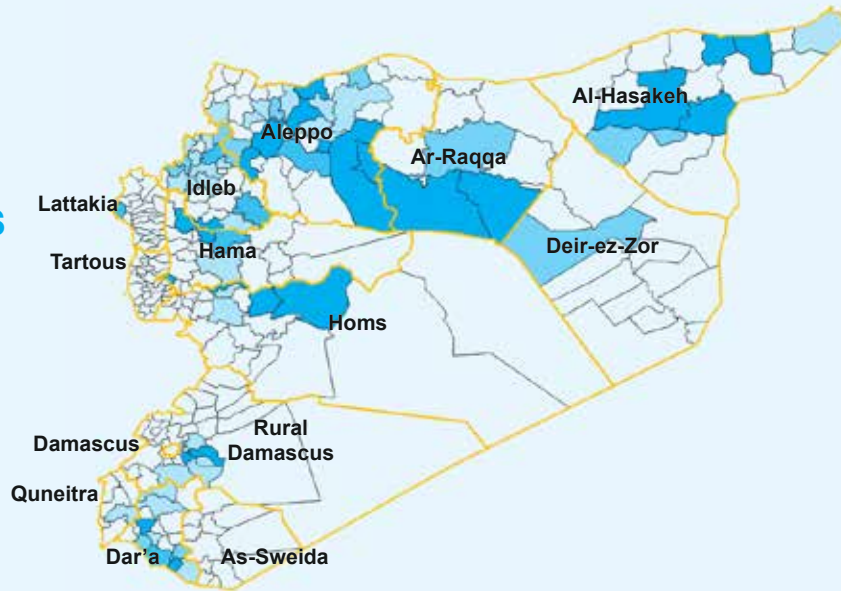 Al-Hasakeh
Aleppo
Ar-Raqqa
Idleb
Lattakia
S
Hama
Deir-ez-Zor
Tartous
Homs
Rural
Damascus
Damascus
Quneitra
Dar'a
As-Sweida